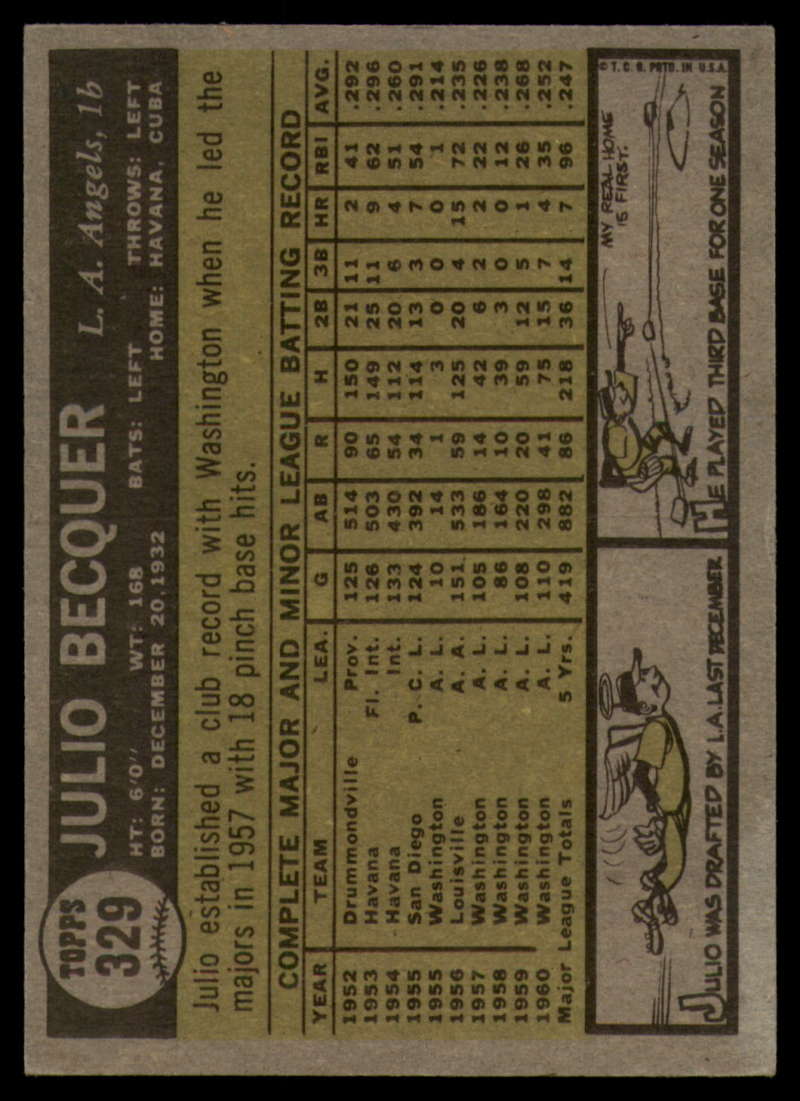 TOPPS
329
JULIO BECQUER L. A. Angels, 1b
HT: 6'0" WT: 168 BATS: LEFT THROWS: LEFT
BORN: DECEMBER 20, 1932 HOME: HAVANA, CUBA
Julio established a club record with Washington when he led the
majors in 1957 with 18 pinch base hits.
COMPLETE MAJOR AND MINOR LEAGUE BATTING RECORD
YEAR TEAM LEA. G AB R H 2B 3B HR RBI AVG.
1952 Drummondville Prov. 125 514 90 150 21 11 2 41 .292
1953 Havana Fl. Int. 126 503 65 149 25 11 9 62 .296
1954 Havana Int. 133 430 54 112 20 6 4 51 .260
1955 San Diego P. C. L. 124 392 34 114 13 3 7 54 .291
1955 Washington A. L. 10 14 1 3 0 0 0 1 .214
1956 Louisville A. A. 151 533 59 125 20 4 15 72 .235
1957 Washington A. L. 105 186 14 42 6 2 2 22 .226
1958 Washington A. L. 86 164 10 39 3 0 0 12 .238
1959 Washington A. L. 108 220 20 59 12 5 1 26 .268
1960 Washington A. L. 110 298 41 75 15 7 4 35 .252
Major League Totals 5 Yrs. 419 882 86 218 36 14 7 96 .247
JULIO WAS DRAFTED BY L.A. LAST DECEMBER
MY REAL HOME
IS FIRST.
HE PLAYED THIRD BASE FOR ONE SEASON
© T. C. G. PRTD. IN U.S.A.